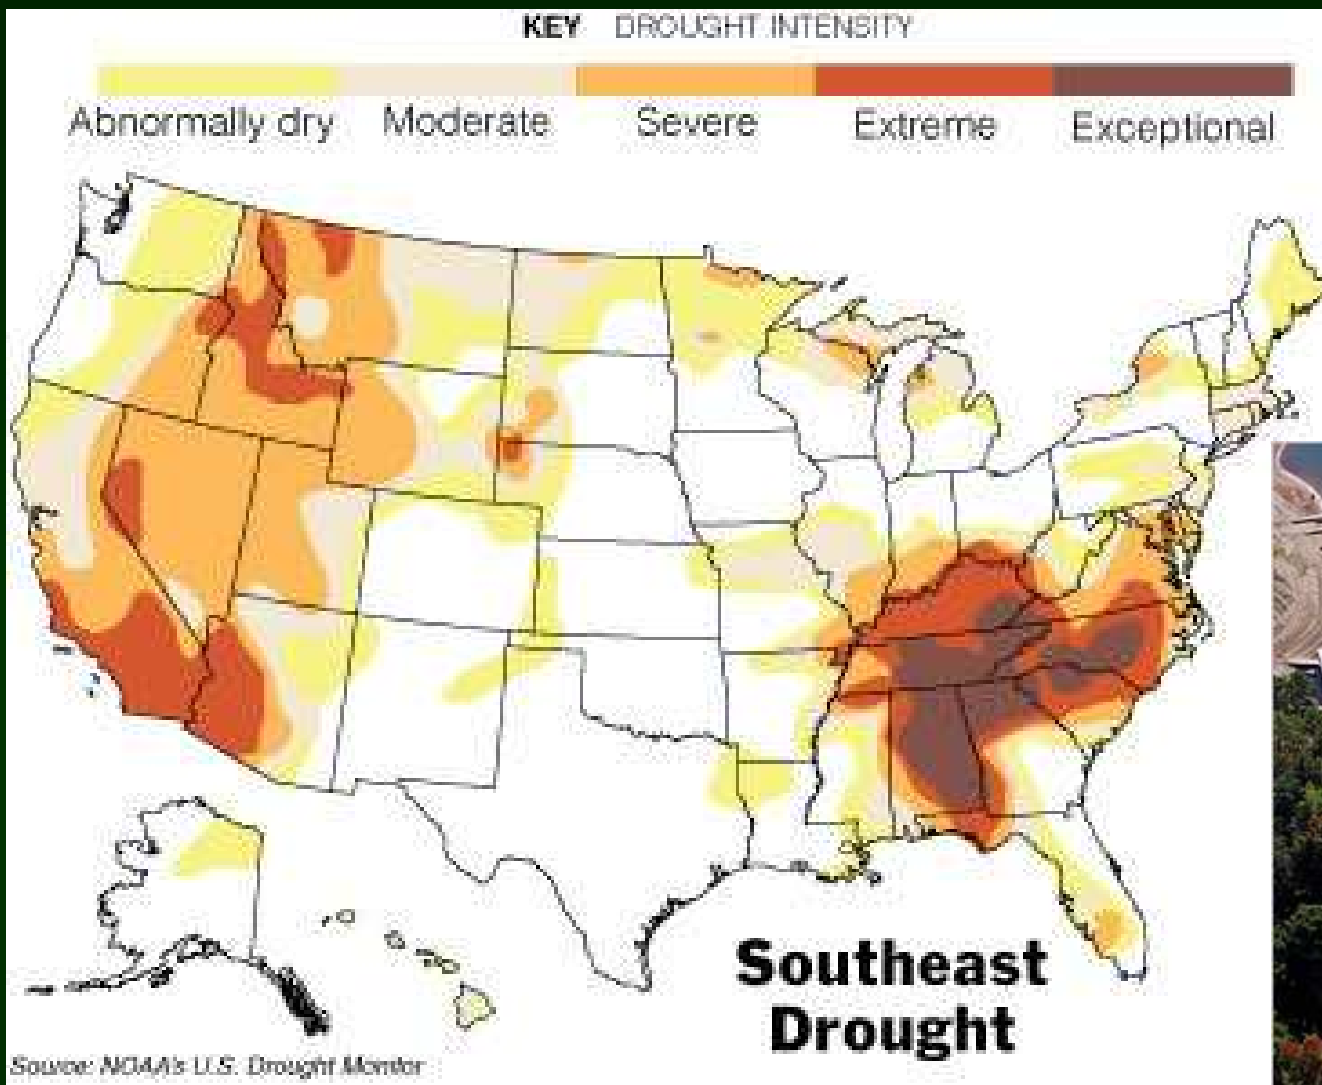 KEY DROUGHT INTENSITY
Abnormally dry Moderate Severe Extreme Exceptional
Southeast
Drought
Source: NOAA's U.S. Drought Monitor